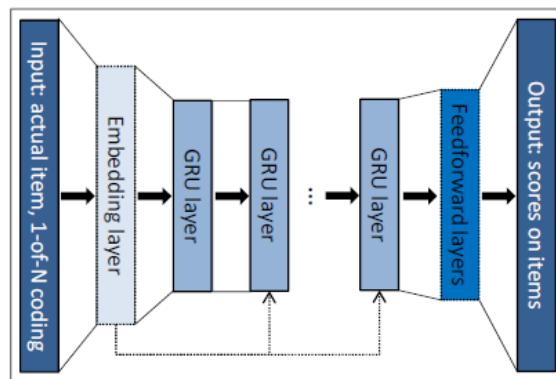 Input: actual item, 1-of-N coding
Embedding layer
GRU layer
GRU layer
...
GRU layer
Feedforward layers
Output: scores on items